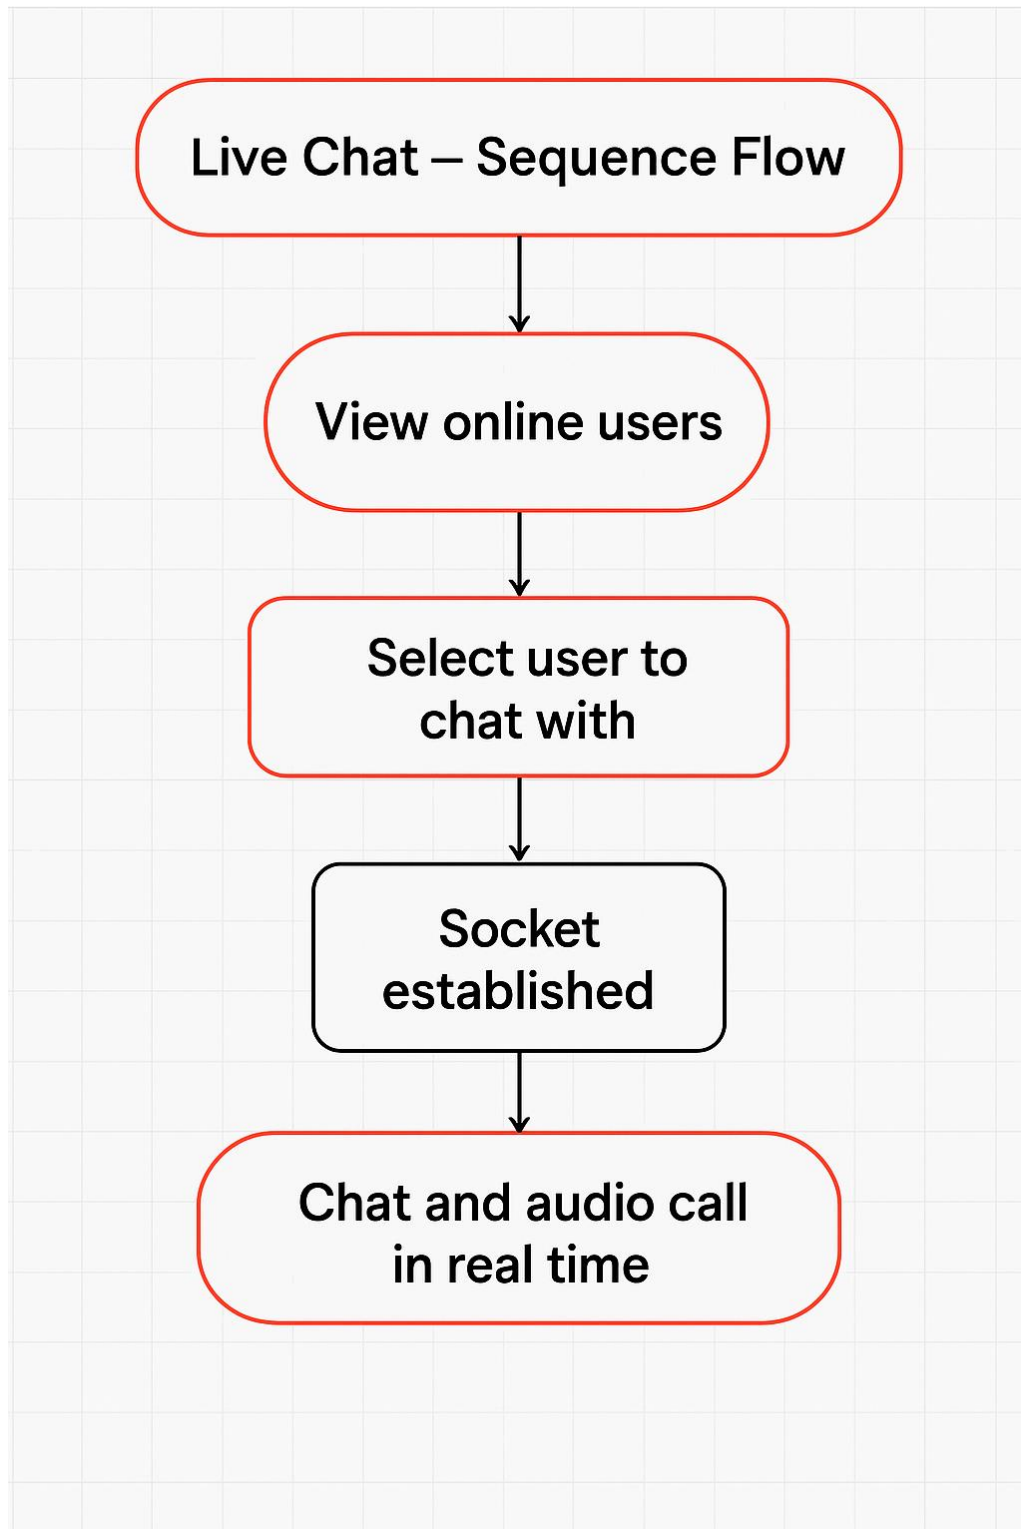 Live Chat – Sequence Flow
View online users
Select user to
chat with
Socket
established
Chat and audio call
in real time